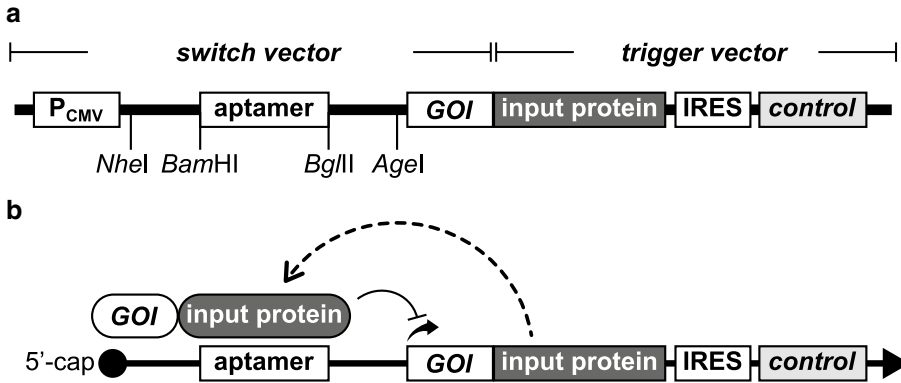 a
switch vector trigger vector
P_CMV aptamer GOI input protein IRES control
NheI BamHI BglII AgeI
b
GOI input protein
5’-cap aptamer GOI input protein IRES control